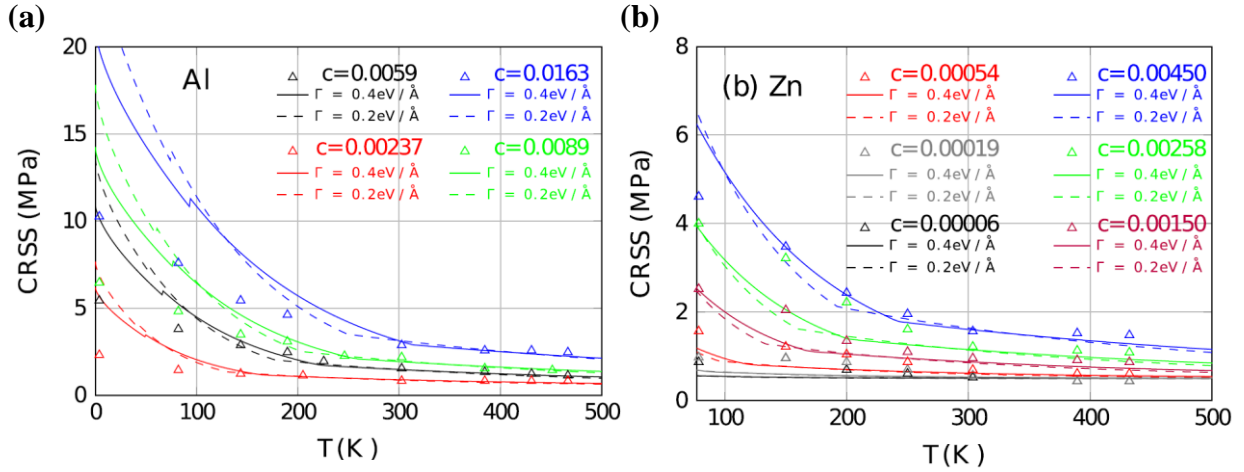 (a)
20
15
10
5
0
CRSS (MPa)
Al
c=0.0059
Γ = 0.4eV/Å
Γ = 0.2eV/Å
c=0.0163
Γ = 0.4eV/Å
Γ = 0.2eV/Å
c=0.00237
Γ = 0.4eV/Å
Γ = 0.2eV/Å
c=0.0089
Γ = 0.4eV/Å
Γ = 0.2eV/Å
0 100 200 300 400 500
T(K)
(b)
8
6
4
2
0
CRSS (MPa)
(b) Zn
c=0.00054
Γ = 0.4eV/Å
Γ = 0.2eV/Å
c=0.00450
Γ = 0.4eV/Å
Γ = 0.2eV/Å
c=0.00019
Γ = 0.4eV/Å
Γ = 0.2eV/Å
c=0.00258
Γ = 0.4eV/Å
Γ = 0.2eV/Å
c=0.00006
Γ = 0.4eV/Å
Γ = 0.2eV/Å
c=0.00150
Γ = 0.4eV/Å
Γ = 0.2eV/Å
100 200 300 400 500
T(K)